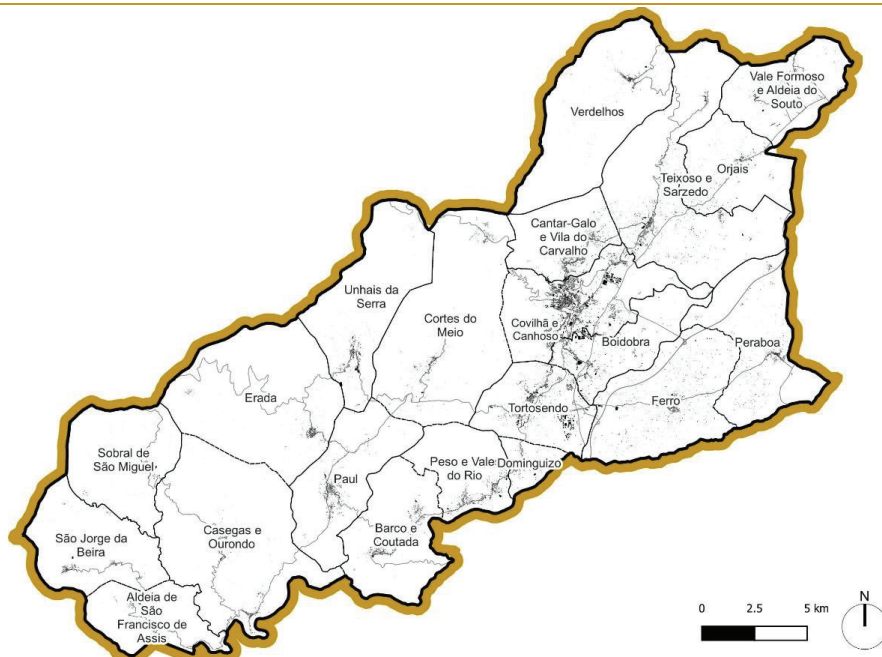 Vale Formoso
e Aldeia do
Souto
Verdelhos
Orjais
Teixoso e
Sarzedo
Cantar-Galo
e Vila do
Carvalho
Unhais da
Serra
Cortes do
Meio
Covilhã e
Canhoso
Boidobra
Peraboa
Erada
Ferro
Tortosendo
Sobral de
São Miguel
Peso e Vale
do Rio
Dominguizo
Paul
Casegas e
Ourondo
Barco e
Coutada
São Jorge da
Beira
Aldeia de
São
Francisco de
Assis
N
0 2.5 5 km